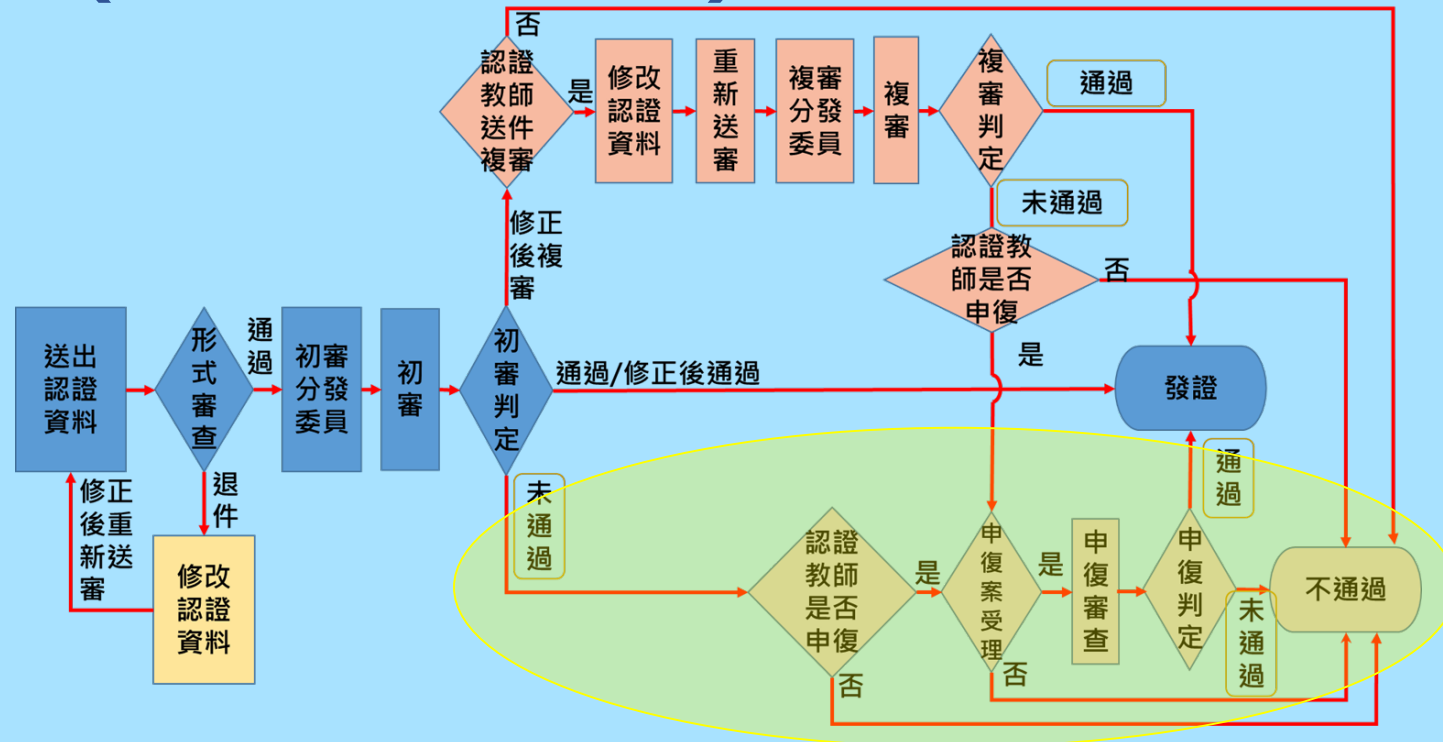 否
認證
教師
送件
複審
是
修改
認證
資料
重
新
送
審
複審
分發
委員
複
審
複
審
判
定
通過
未通過
修正
後複
審
認證教
師是否
申復
否
是
送出
認證
資料
形
式
審
查
通
過
初審
分發
委員
初
審
初
審
判
定
通過/修正後通過
發證
退
件
修正
後重
新送
審
修改
認證
資料
未
通
過
認證
教師
是否
申復
是
否
申
復
案
受
理
是
否
申
復
審
查
申
復
判
定
通
過
未
通
過
不通過